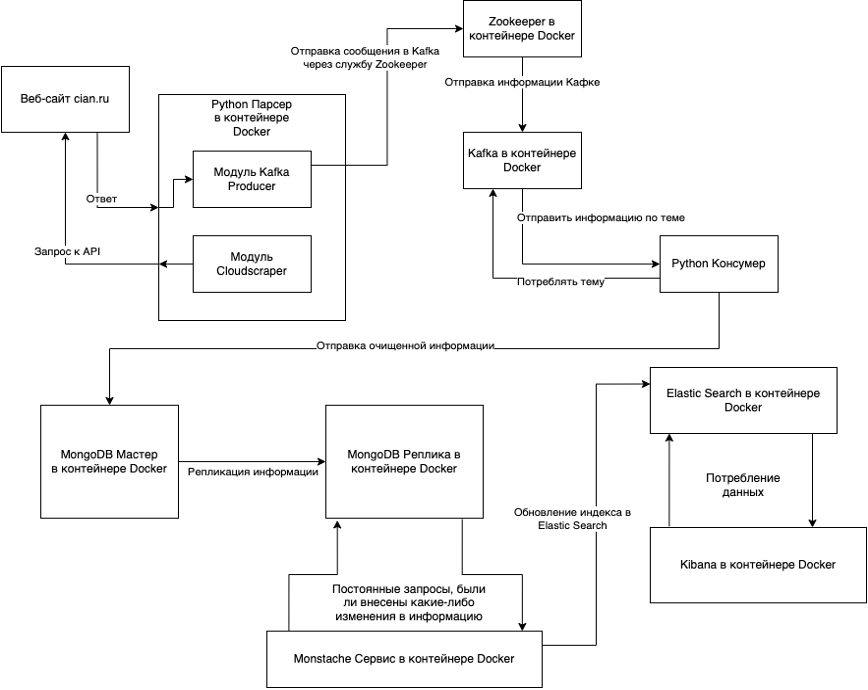 Zookeeper в
контейнере Docker
Отправка сообщения в Kafka
через службу Zookeeper
Отправка информации Кафке
Веб-сайт cian.ru
Python Парсер
в контейнере
Docker
Модуль Kafka
Producer
Kafka в контейнере
Docker
Ответ
Отправить информацию по теме
Запрос к API
Модуль
Cloudscraper
Python Консумер
Потреблять тему
Отправка очищенной информации
Elastic Search в контейнере
Docker
MongoDB Мастер
в контейнере Docker
Репликация информации
MongoDB Реплика в
контейнере Docker
Потребление
данных
Обновление индекса в
Elastic Search
Kibana в контейнере Docker
Постоянные запросы, были
ли внесены какие-либо
изменения в информацию
Monstache Сервис в контейнере Docker